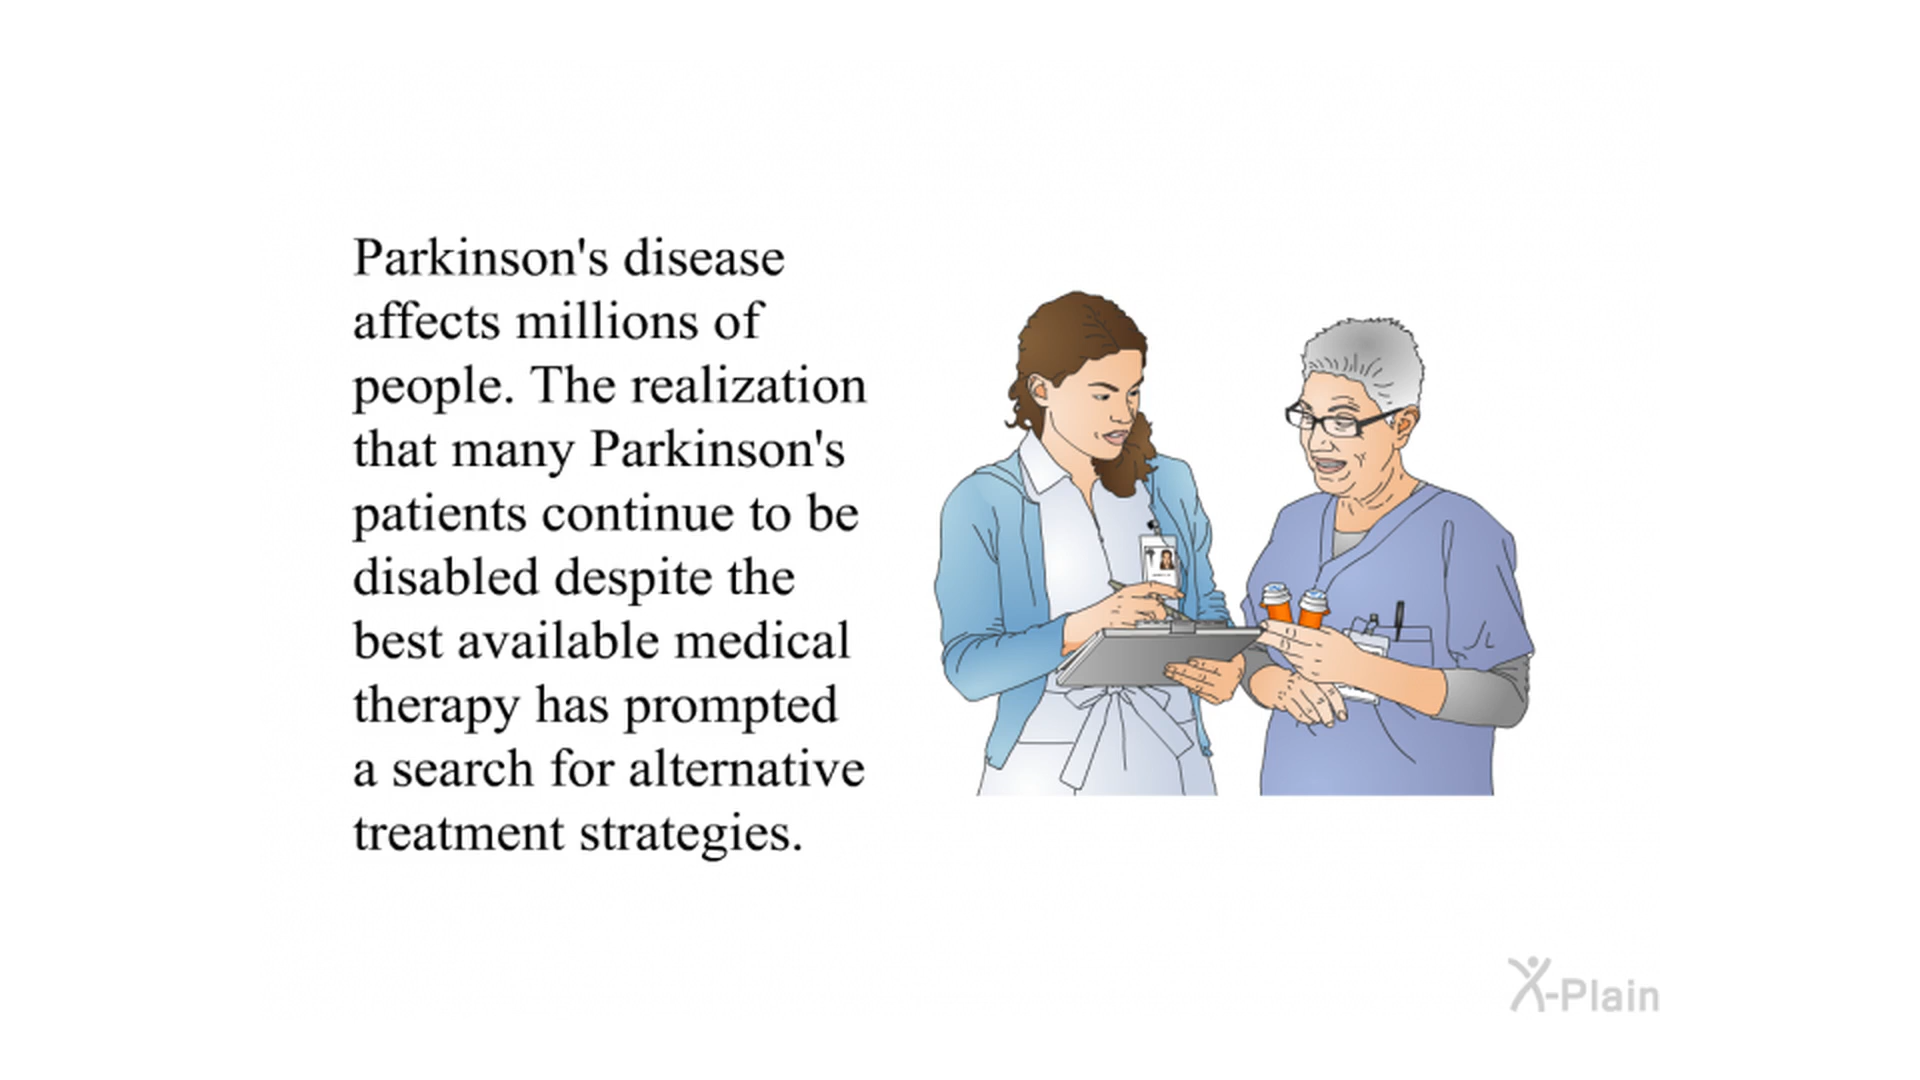 Parkinson's disease
affects millions of
people. The realization
that many Parkinson's
patients continue to be
disabled despite the
best available medical
therapy has prompted
a search for alternative
treatment strategies.
X-Plain